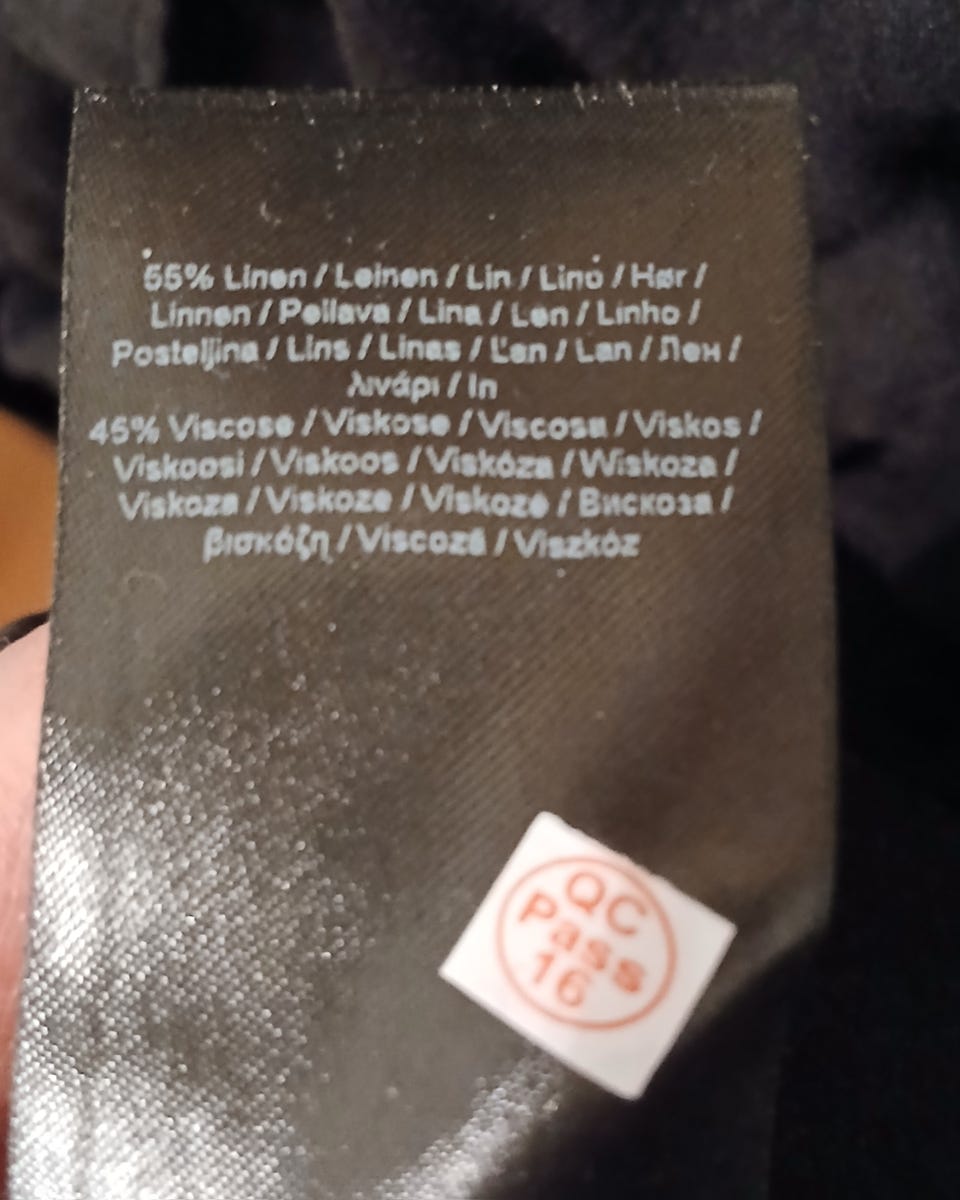 55% Linen / Leinen / Lin / Lino / Hør /
Linnen / Pellava / Lina / Len / Linho /
Posteljina / Lins / Linas / Ľan / Lan / Лен /
λινάρι / In
45% Viscose / Viskose / Viscosa / Viskos /
Viskoosi / Viskoos / Viskóza / Wiskoza /
Viskoza / Viskoze / Viskozė / Вискоза /
βισκόζη / Viscoză / Viszkóz
QC
Pass
16